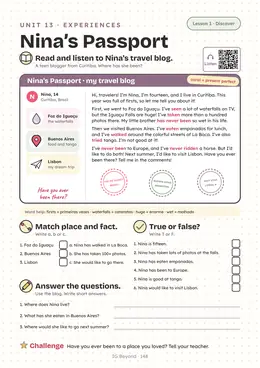 UNIT 13 · EXPERIENCES
Lesson 1 · Discover
Nina's Passport
Read and listen to Nina's travel blog.
A teen blogger from Curitiba. Where has she been?
Nina's Passport · my travel blog
Nina, 14
Curitiba, Brazil
Foz do Iguaçu
the waterfalls
Buenos Aires
food and tango
Lisbon
my dream trip
Have you ever
been there?
Hi, travelers! I'm Nina, I'm fourteen, and I live in Curitiba. This
year was full of firsts, so let me tell you about it!
First, we went to Foz do Iguaçu. I've seen a lot of waterfalls on TV,
but the Iguaçu Falls are huge! I've taken more than a hundred
photos there. My little brother has never been so wet in his life.
Then we visited Buenos Aires. I've eaten empanadas for lunch,
and I've walked around the colorful streets of La Boca. I've also
tried tango. I'm not good at it!
I've never been to Europe, and I've never ridden a horse. But I'd
like to do both! Next summer, I'd like to visit Lisbon. Have you ever
been there? Tell me in the comments!
Match place and fact.
Write a, b or c.
1. Foz do Iguaçu
2. Buenos Aires
3. Lisbon
a. Nina has walked in La Boca.
b. She has taken 100+ photos.
c. She would like to go there.
True or false?
Write T or F.
1. Nina is fifteen.
2. Nina has taken lots of photos at the falls.
3. Nina has eaten empanadas.
4. Nina has been to Europe.
5. Nina is good at tango.
6. Nina would like to visit Lisbon.
Answer the questions.
Use the blog. Write short answers.
1. Where does Nina live?
2. What has she eaten in Buenos Aires?
3. Where would she like to go next summer?
Challenge Have you ever been to a place you loved? Tell your teacher.